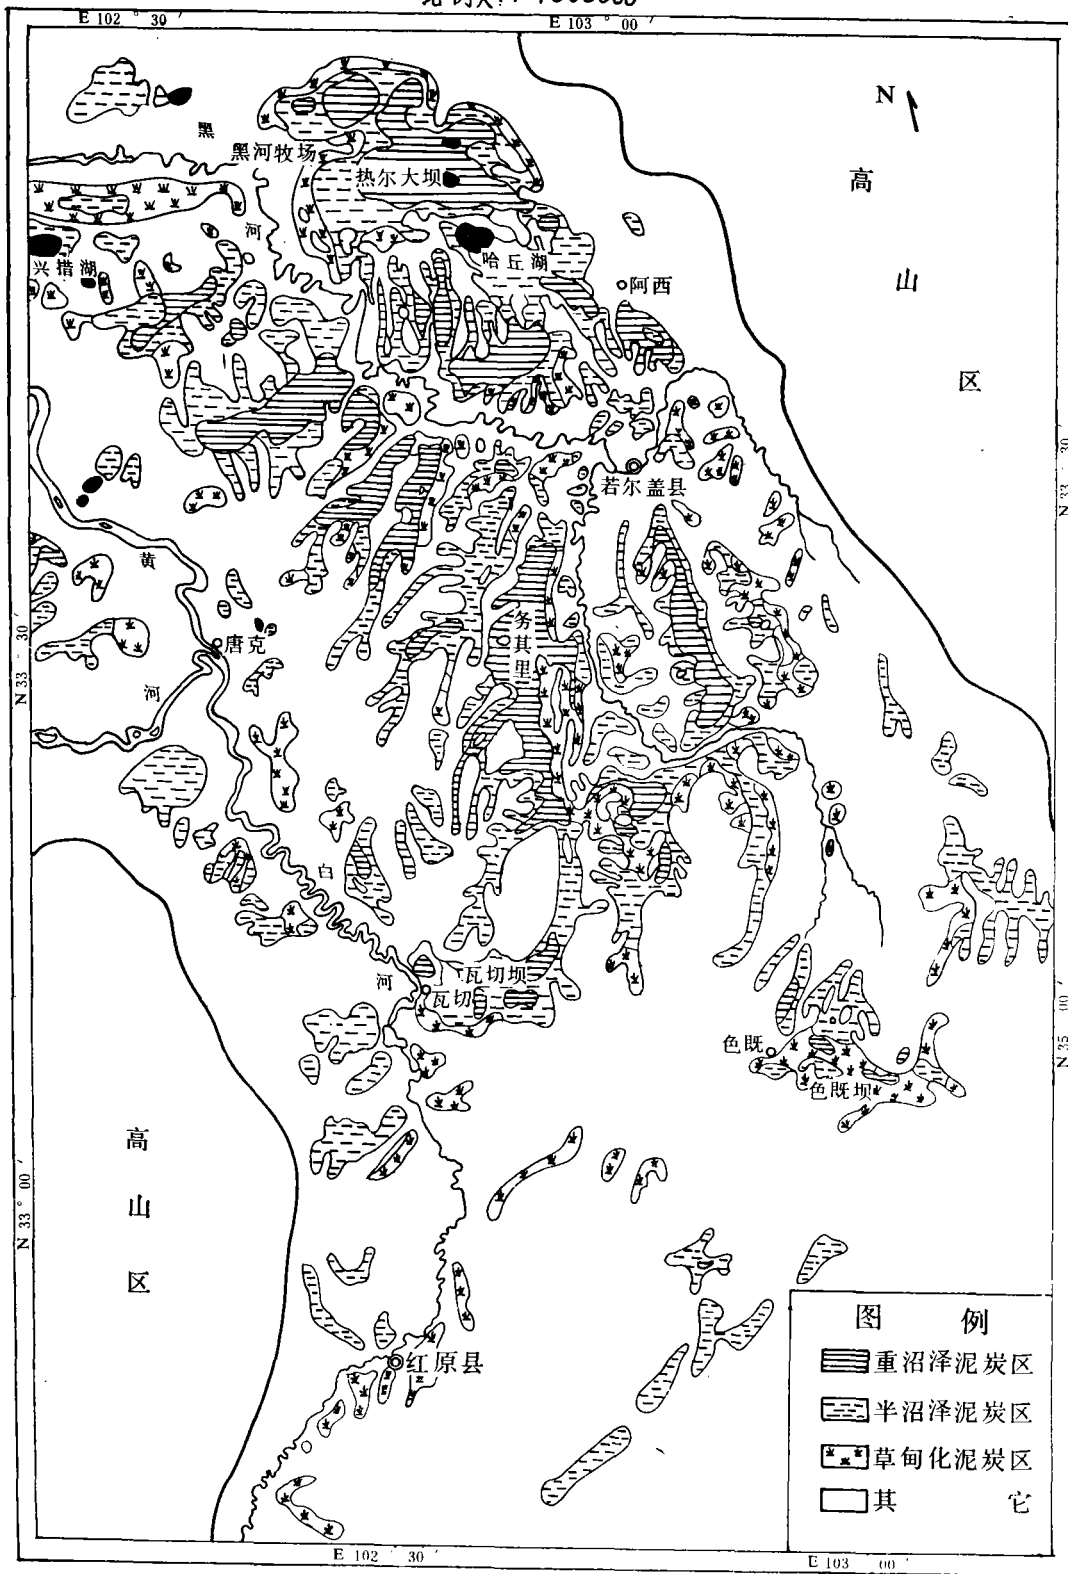 E 102 ° 30 ′
E 103 ° 00 ′
N
高
山
区
黑
黑河牧场
热尔大坝
河
兴措湖
哈丘湖
阿西
N 33 ° 30 ′
若尔盖县
黄
务其里
N 33 ° 30 ′
唐克
河
白
河
瓦切坝
瓦切
N 35 ° 00 ′
色既
色既坝
高
山
区
N 33 ° 00 ′
红原县
图 例
重沼泽泥炭区
半沼泽泥炭区
草甸化泥炭区
其 它
E 102 ° 30 ′
E 103 ° 00 ′